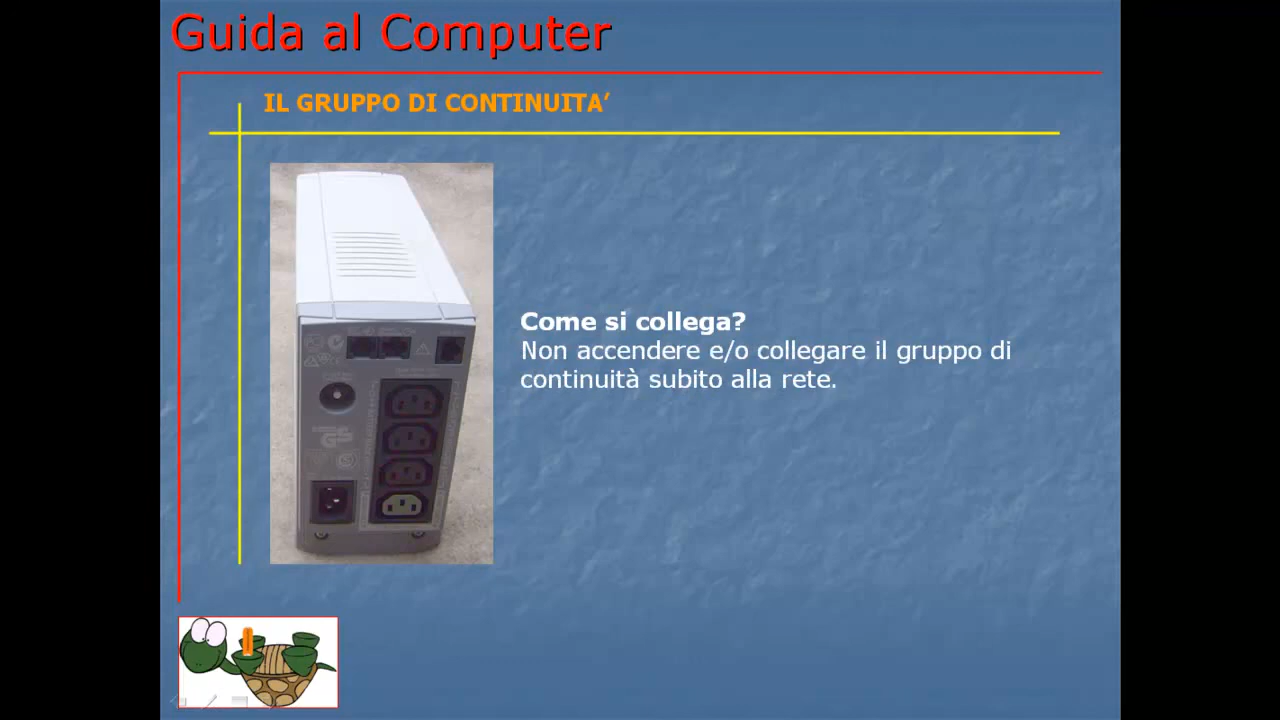 Guida al Computer
IL GRUPPO DI CONTINUITA’
Come si collega?
Non accendere e/o collegare il gruppo di
continuità subito alla rete.